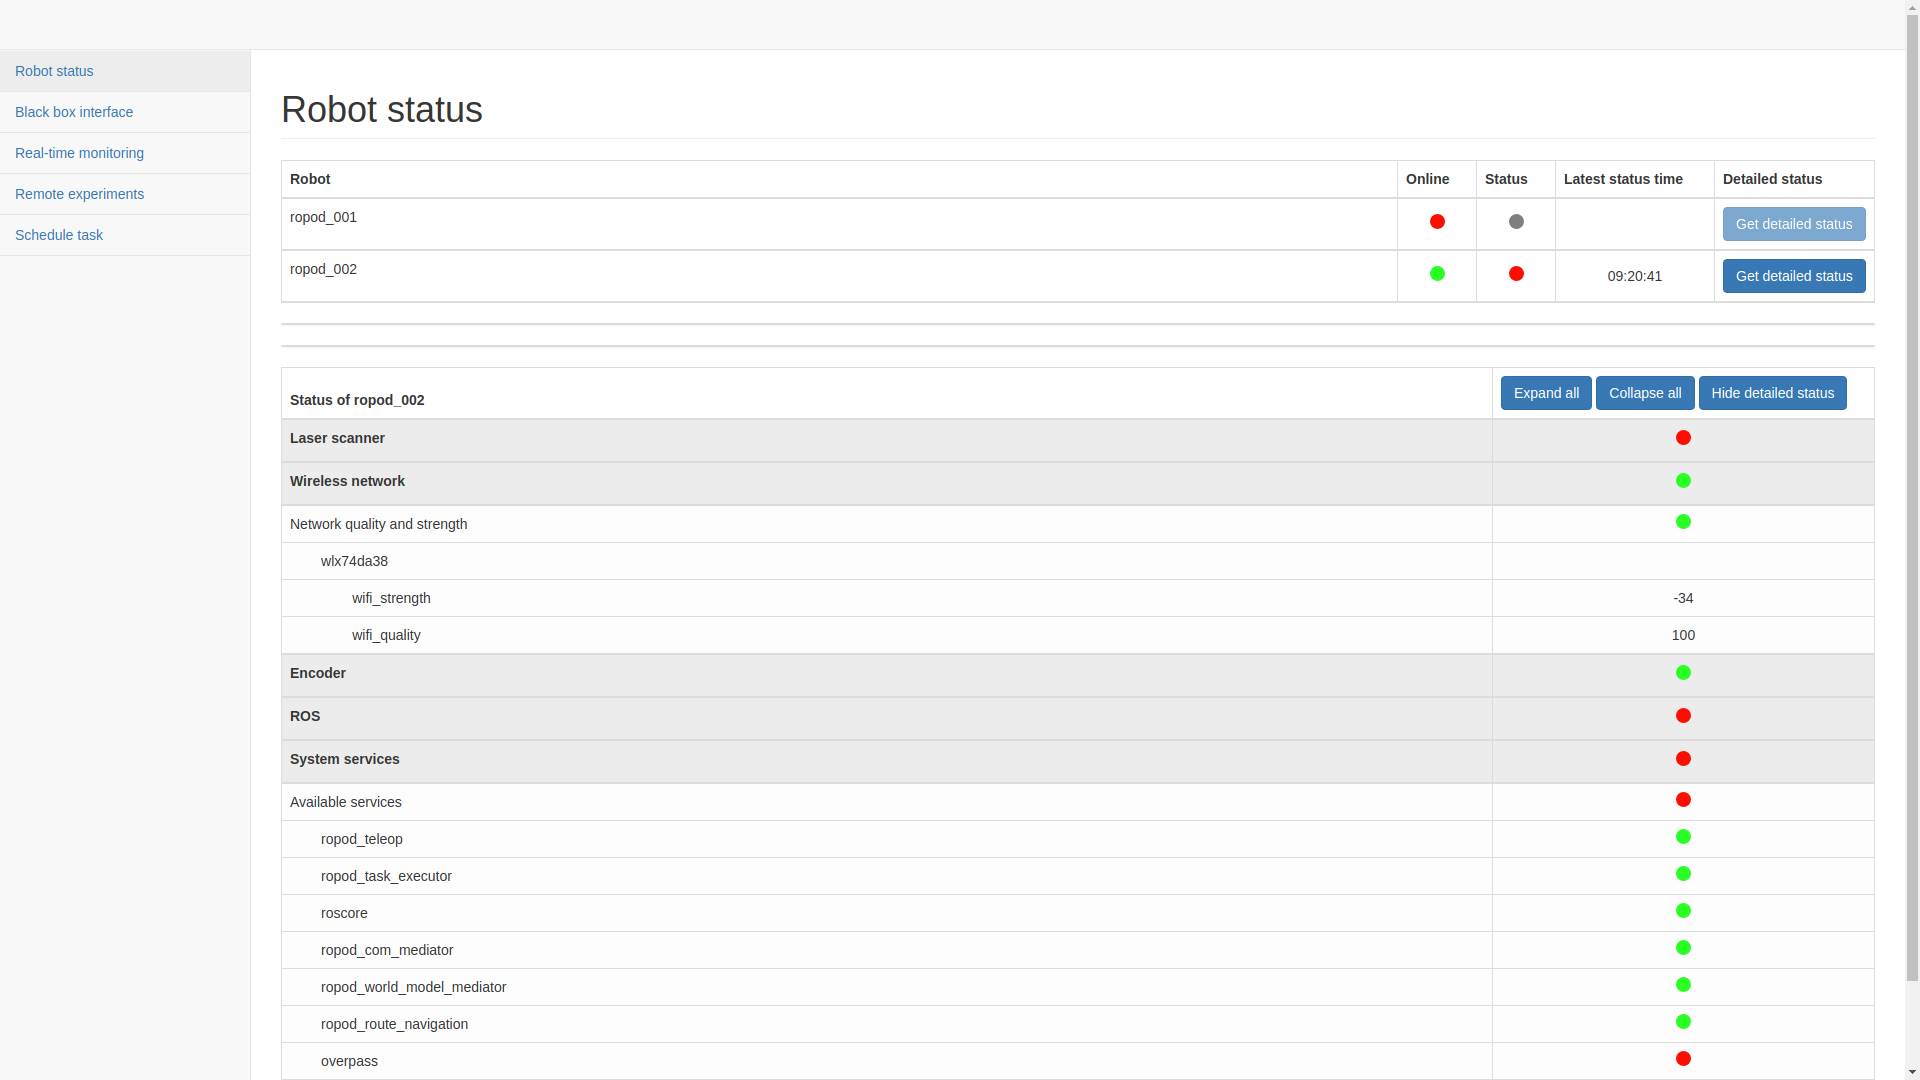 Robot status
Black box interface
Real-time monitoring
Remote experiments
Schedule task
Robot status
Robot Online Status Latest status time Detailed status
ropod_001 Get detailed status
ropod_002 09:20:41 Get detailed status
Status of ropod_002 Expand all Collapse all Hide detailed status
Laser scanner
Wireless network
Network quality and strength
wlx74da38
wifi_strength -34
wifi_quality 100
Encoder
ROS
System services
Available services
ropod_teleop
ropod_task_executor
roscore
ropod_com_mediator
ropod_world_model_mediator
ropod_route_navigation
overpass